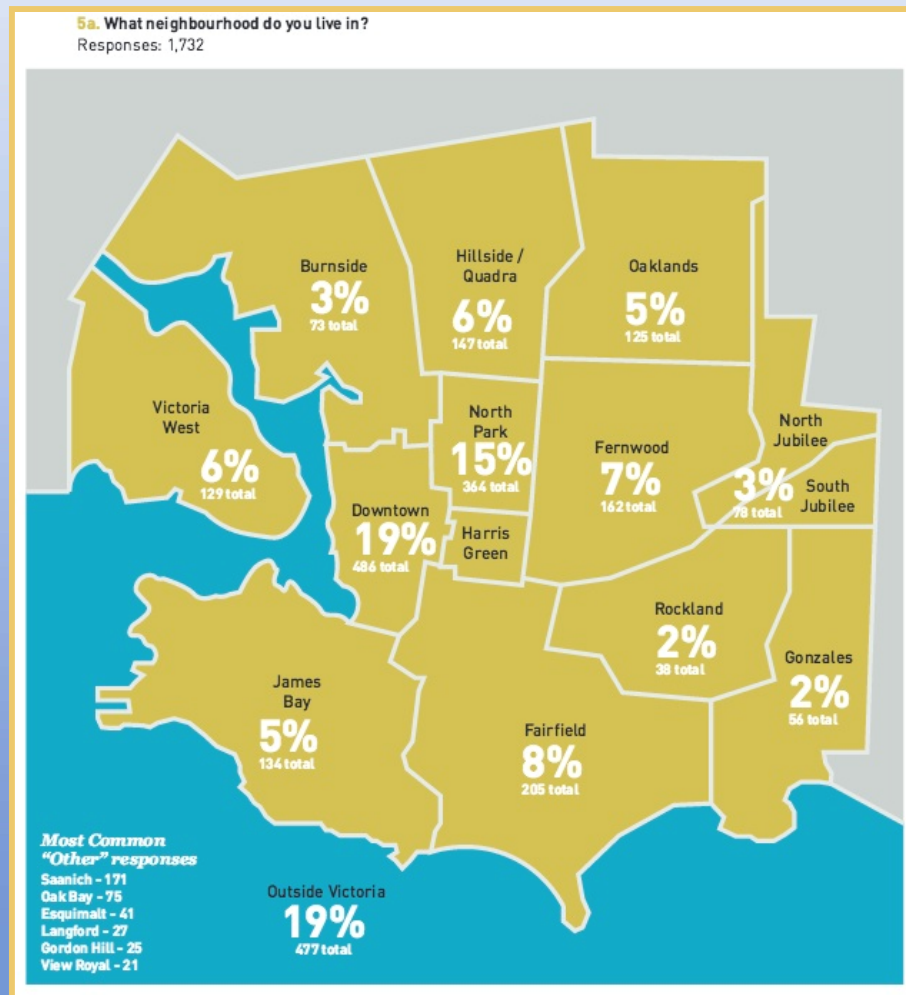 5a. What neighbourhood do you live in?
Responses: 1,732
Burnside
3%
73 total
Hillside /
Quadra
6%
147 total
Oaklands
5%
125 total
Victoria
West
6%
129 total
North
Park
15%
364 total
Fernwood
7%
162 total
North
Jubilee
3%
78 total
South
Jubilee
Downtown
19%
486 total
Harris
Green
Rockland
2%
38 total
Gonzales
2%
56 total
James
Bay
5%
134 total
Fairfield
8%
205 total
Most Common
“Other” responses
Saanich – 171
Oak Bay – 75
Esquimalt – 41
Langford – 27
Gordon Hill – 25
View Royal – 21
Outside Victoria
19%
477 total